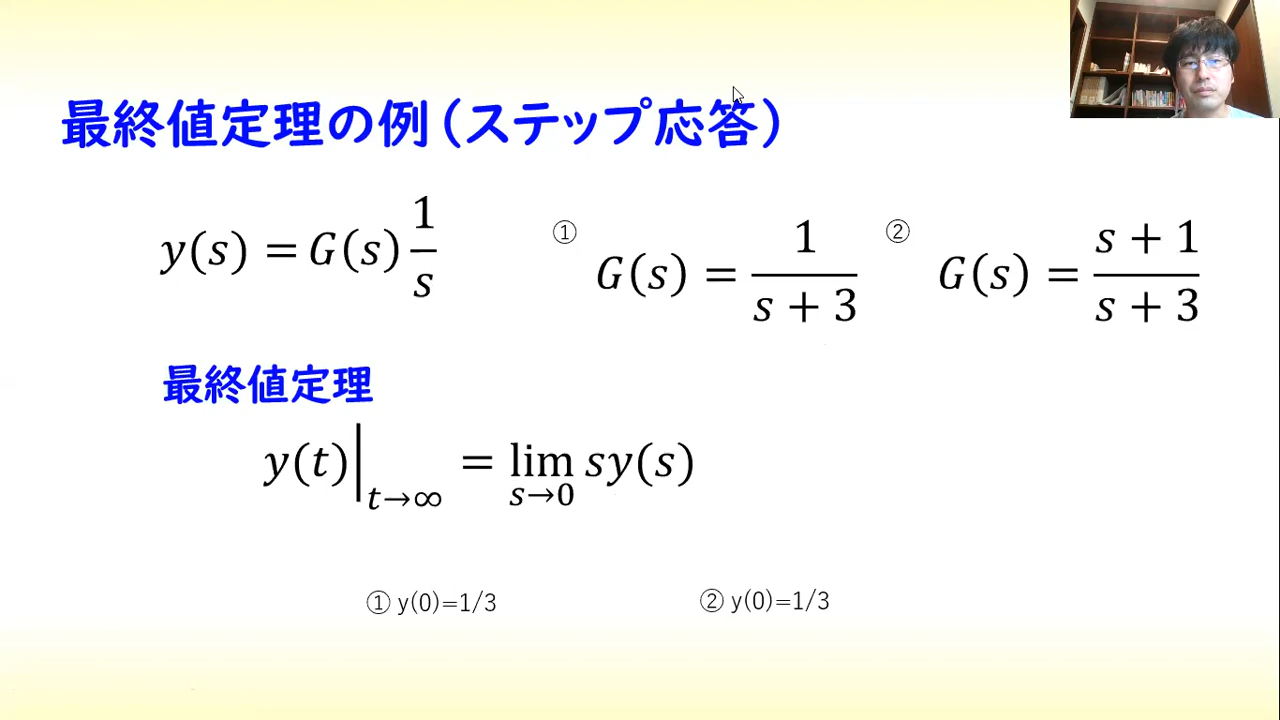 最終値定理の例(ステップ応答)
y(s) = G(s) 1/s
① G(s) = 1/(s + 3)
② G(s) = (s + 1)/(s + 3)
最終値定理
y(t)|t→∞ = lim s→0 sy(s)
① y(0)=1/3
② y(0)=1/3